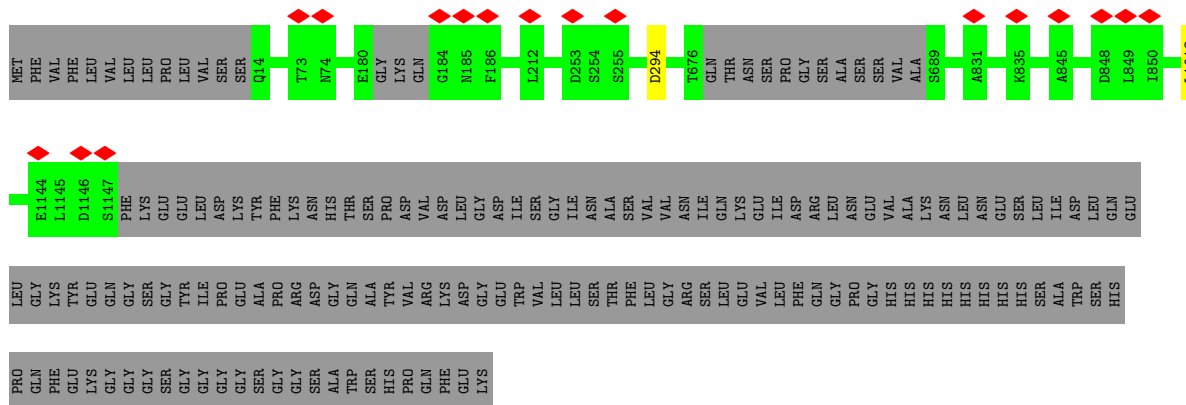 MET PHE VAL PHE LEU VAL LEU LEU PRO LEU VAL SER SER Q14 T73 N74 E180 GLY LYS GLN G184 N185 F186 L212 D253 S254 S255 D294 T676 GLN THR ASN SER PRO GLY SER ALA SER SER VAL ALA S689 A831 K835 A845 D848 L849 I850
E1144 L1145 D1146 S1147 PHE LYS GLU GLU LEU ASP LYS TYR PHE LYS ASN HIS THR SER PRO ASP VAL ASP LEU GLY ASP ILE SER GLY ILE ASN ALA SER VAL VAL ASN ILE GLN LYS GLU ILE ASP ARG LEU ASN GLU VAL ALA LYS ASN LEU ASN GLU SER LEU ILE ASP LEU GLN GLU
LEU GLY LYS TYR GLU GLN GLY SER GLY TYR ILE PRO GLU ALA PRO ARG ASP GLY GLN ALA TYR VAL ARG LYS ASP GLY GLU TRP VAL LEU LEU SER THR PHE LEU GLY ARG SER LEU GLU VAL LEU PHE GLN GLY PRO GLY HIS HIS HIS HIS HIS HIS HIS HIS SER ALA TRP SER HIS
PRO GLN PHE GLU LYS GLY GLY GLY SER GLY GLY GLY GLY SER GLY GLY SER ALA TRP SER HIS PRO GLN PHE GLU LYS